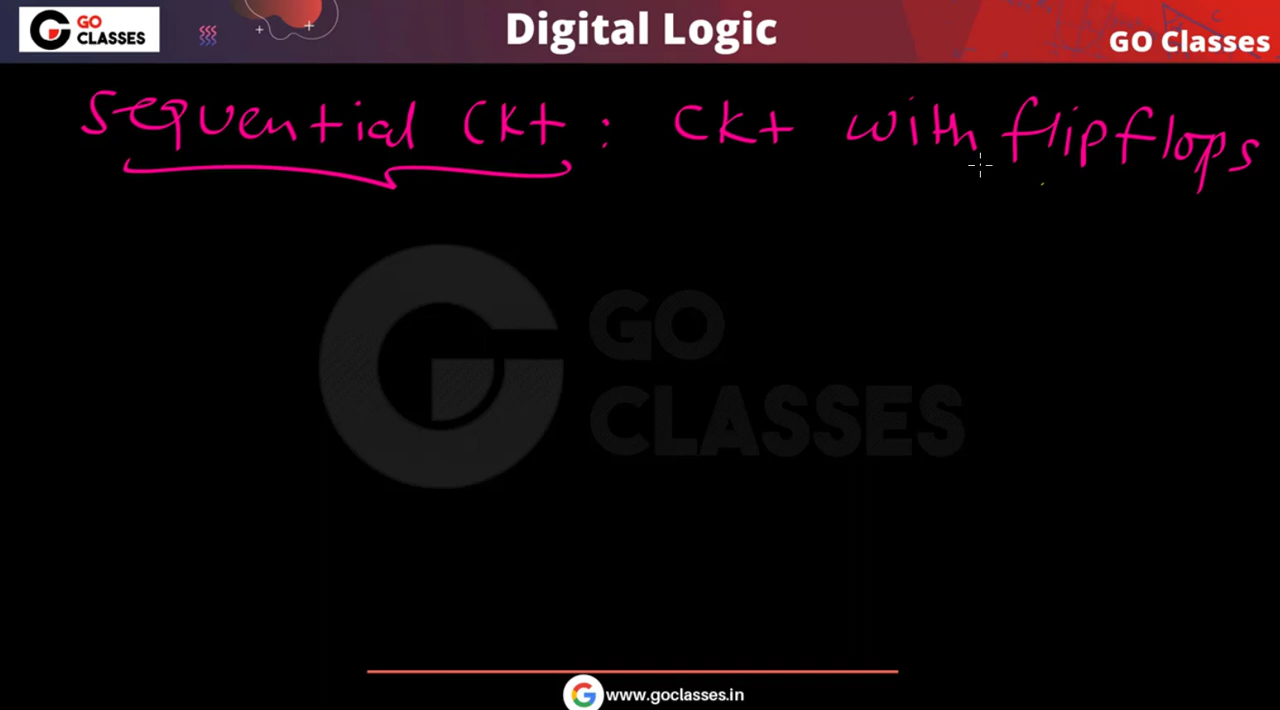 GO
CLASSES
Digital Logic
GO Classes
Sequential Ckt : Ckt with flipflops
GO
CLASSES
www.goclasses.in